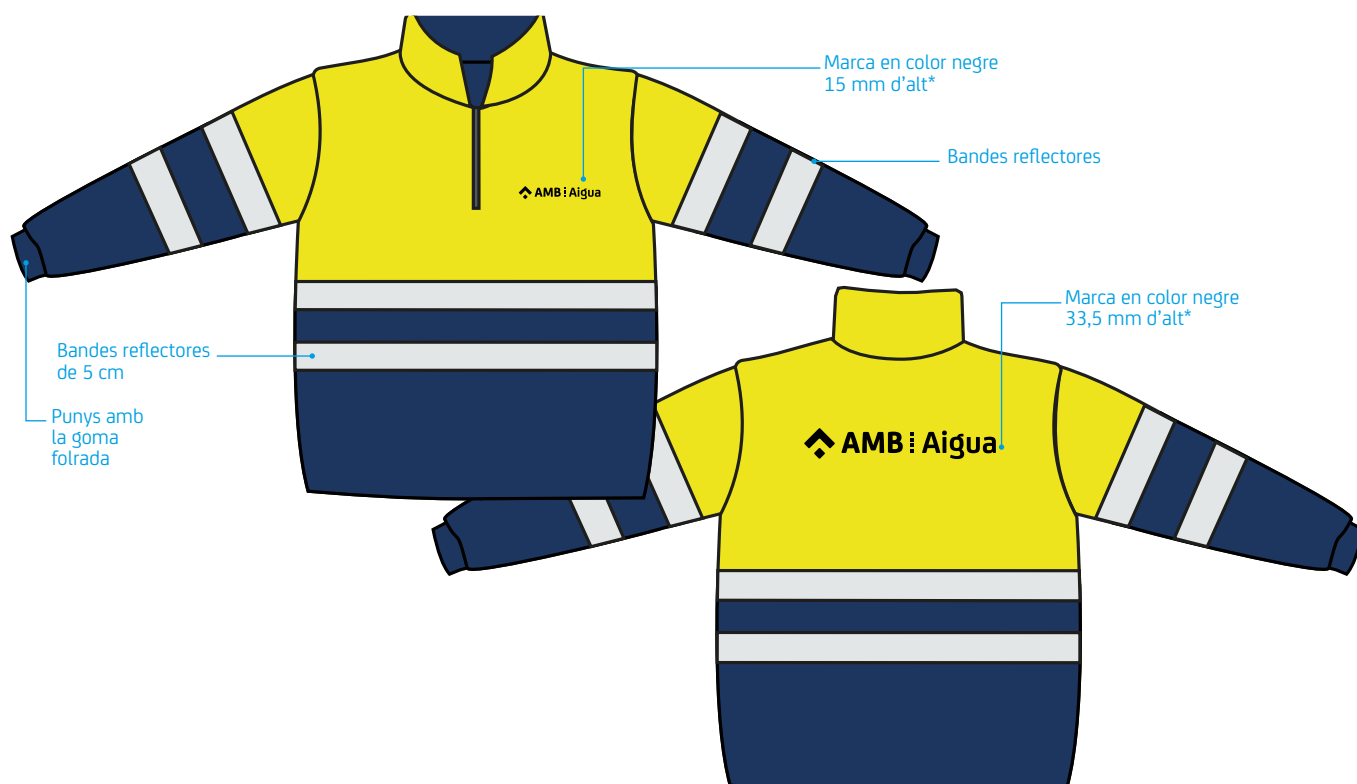 Marca en color negre
15 mm d'alt*
Bandes reflectores
AMB Aigua
Bandes reflectores
de 5 cm
Punys amb
la goma
folrada
Marca en color negre
33,5 mm d'alt*
AMB Aigua